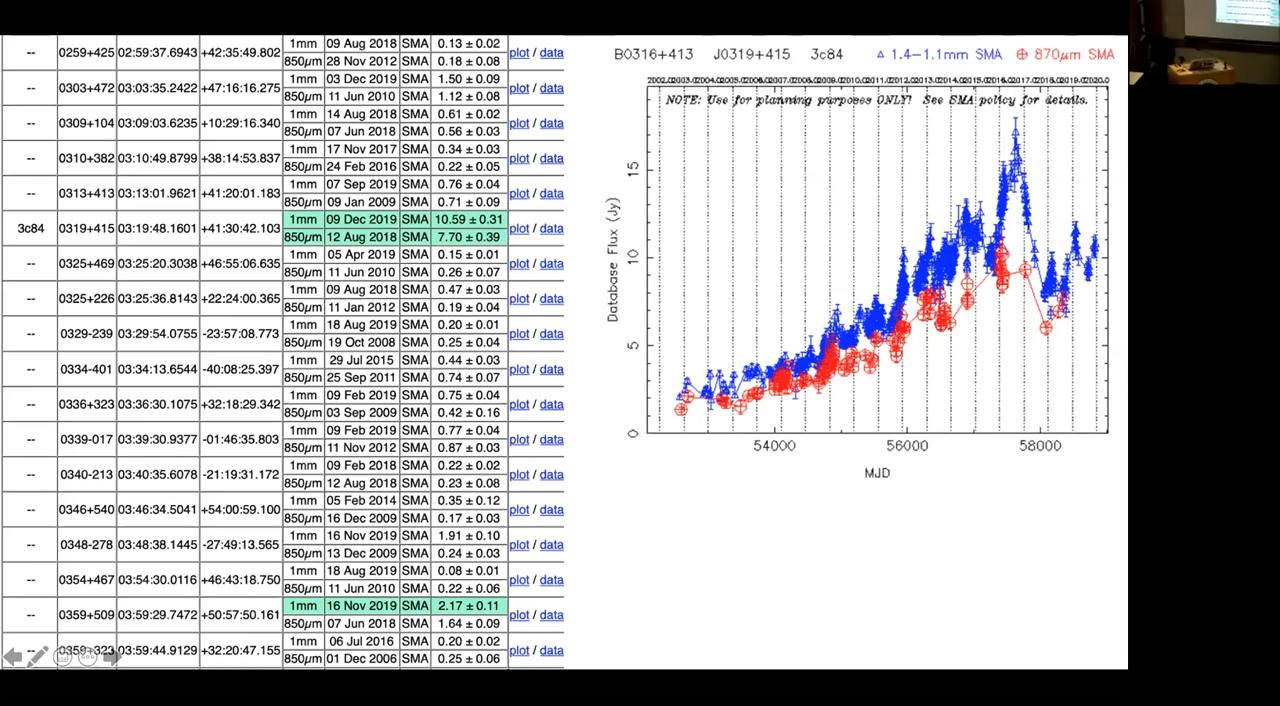 -- 0259+425 02:59:37.6943 +42:35:49.802 1mm 09 Aug 2018 SMA 0.13 ± 0.02 plot / data
850µm 28 Nov 2012 SMA 0.18 ± 0.08
-- 0303+472 03:03:35.2422 +47:16:16.275 1mm 03 Dec 2019 SMA 1.50 ± 0.09 plot / data
850µm 11 Jun 2010 SMA 1.12 ± 0.08
-- 0309+104 03:09:03.6235 +10:29:16.340 1mm 14 Aug 2018 SMA 0.61 ± 0.02 plot / data
850µm 07 Jun 2018 SMA 0.56 ± 0.03
-- 0310+382 03:10:49.8799 +38:14:53.837 1mm 17 Nov 2017 SMA 0.34 ± 0.03 plot / data
850µm 24 Feb 2016 SMA 0.22 ± 0.05
-- 0313+413 03:13:01.9621 +41:20:01.183 1mm 07 Sep 2019 SMA 0.76 ± 0.04 plot / data
850µm 09 Jan 2009 SMA 0.71 ± 0.09
3c84 0319+415 03:19:48.1601 +41:30:42.103 1mm 09 Dec 2019 SMA 10.59 ± 0.31 plot / data
850µm 12 Aug 2018 SMA 7.70 ± 0.39
-- 0325+469 03:25:20.3038 +46:55:06.635 1mm 05 Apr 2019 SMA 0.15 ± 0.01 plot / data
850µm 11 Jun 2010 SMA 0.26 ± 0.07
-- 0325+226 03:25:36.8143 +22:24:00.365 1mm 09 Aug 2018 SMA 0.47 ± 0.03 plot / data
850µm 11 Jan 2012 SMA 0.19 ± 0.04
-- 0329-239 03:29:54.0755 -23:57:08.773 1mm 18 Aug 2019 SMA 0.20 ± 0.01 plot / data
850µm 19 Oct 2008 SMA 0.25 ± 0.04
-- 0334-401 03:34:13.6544 -40:08:25.397 1mm 29 Jul 2015 SMA 0.44 ± 0.03 plot / data
850µm 25 Sep 2011 SMA 0.74 ± 0.07
-- 0336+323 03:36:30.1075 +32:18:29.342 1mm 09 Feb 2019 SMA 0.75 ± 0.04 plot / data
850µm 03 Sep 2009 SMA 0.42 ± 0.16
-- 0339-017 03:39:30.9377 -01:46:35.803 1mm 09 Feb 2019 SMA 0.77 ± 0.04 plot / data
850µm 11 Nov 2012 SMA 0.87 ± 0.03
-- 0340-213 03:40:35.6078 -21:19:31.172 1mm 09 Feb 2018 SMA 0.22 ± 0.02 plot / data
850µm 12 Aug 2018 SMA 0.23 ± 0.08
-- 0346+540 03:46:34.5041 +54:00:59.100 1mm 05 Feb 2014 SMA 0.35 ± 0.12 plot / data
850µm 16 Dec 2009 SMA 0.17 ± 0.03
-- 0348-278 03:48:38.1445 -27:49:13.565 1mm 16 Nov 2019 SMA 1.91 ± 0.10 plot / data
850µm 13 Dec 2009 SMA 0.24 ± 0.03
-- 0354+467 03:54:30.0116 +46:43:18.750 1mm 18 Aug 2019 SMA 0.08 ± 0.01 plot / data
850µm 11 Jun 2010 SMA 0.22 ± 0.06
-- 0359+509 03:59:29.7472 +50:57:50.161 1mm 16 Nov 2019 SMA 2.17 ± 0.11 plot / data
850µm 07 Jun 2018 SMA 1.64 ± 0.09
-- 0359+323 03:59:44.9129 +32:20:47.155 1mm 06 Jul 2016 SMA 0.20 ± 0.02 plot / data
850µm 01 Dec 2006 SMA 0.25 ± 0.06
B0316+413 J0319+415 3c84 1.4-1.1mm SMA 870µm SMA
NOTE: Use for planning purposes ONLY! See SMA policy for details.
Database Flux (Jy)
15
10
5
0
54000 56000 58000
MJD